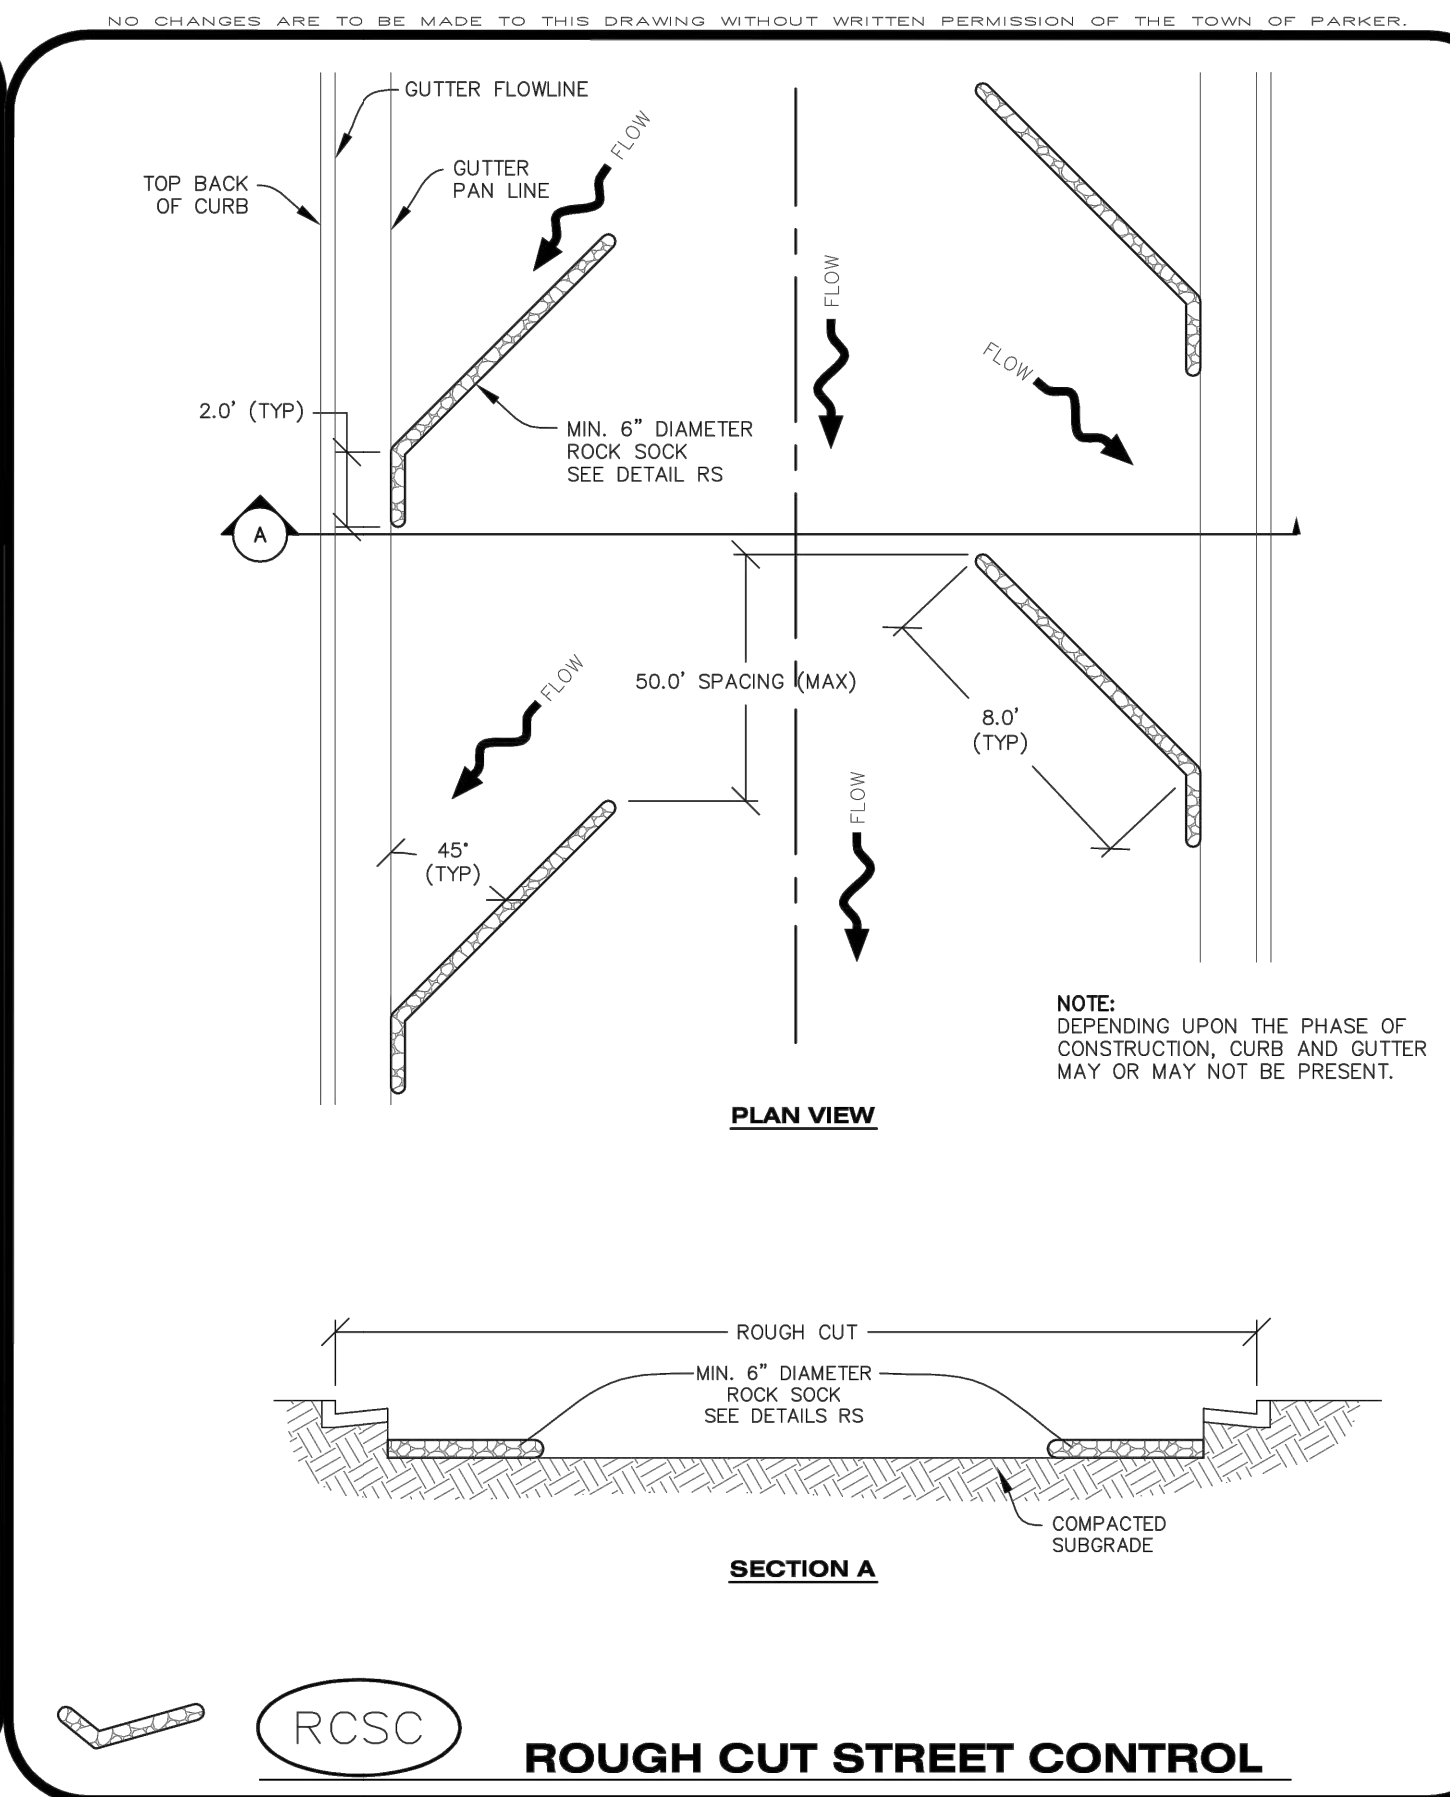 NO CHANGES ARE TO BE MADE TO THIS DRAWING WITHOUT WRITTEN PERMISSION OF THE TOWN OF PARKER.
GUTTER FLOWLINE
FLOW
GUTTER
PAN LINE
TOP BACK
OF CURB
FLOW
FLOW
2.0' (TYP)
MIN. 6" DIAMETER
ROCK SOCK
SEE DETAIL RS
A
FLOW
50.0' SPACING (MAX)
8.0'
(TYP)
FLOW
45°
(TYP)
NOTE:
DEPENDING UPON THE PHASE OF
CONSTRUCTION, CURB AND GUTTER
MAY OR MAY NOT BE PRESENT.
PLAN VIEW
ROUGH CUT
MIN. 6" DIAMETER
ROCK SOCK
SEE DETAILS RS
COMPACTED
SUBGRADE
SECTION A
RCSC
ROUGH CUT STREET CONTROL